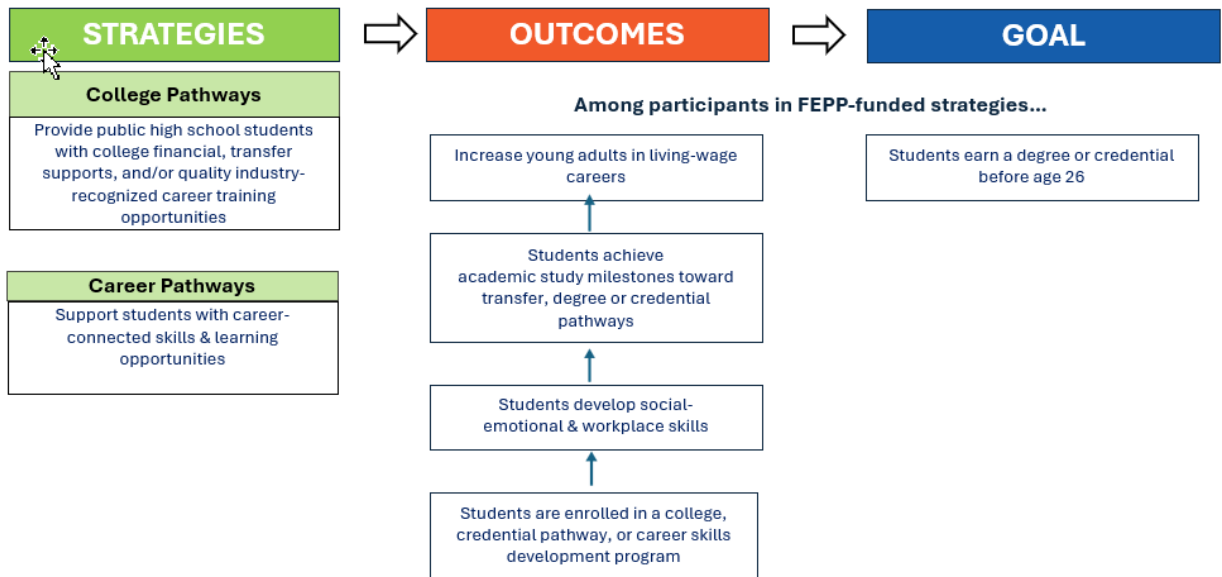 STRATEGIES
OUTCOMES
GOAL
College Pathways
Provide public high school students
with college financial, transfer
supports, and/or quality industry-
recognized career training
opportunities
Career Pathways
Support students with career-
connected skills & learning
opportunities
Among participants in FEPP-funded strategies...
Increase young adults in living-wage
careers
Students achieve
academic study milestones toward
transfer, degree or credential
pathways
Students develop social-
emotional & workplace skills
Students are enrolled in a college,
credential pathway, or career skills
development program
Students earn a degree or credential
before age 26